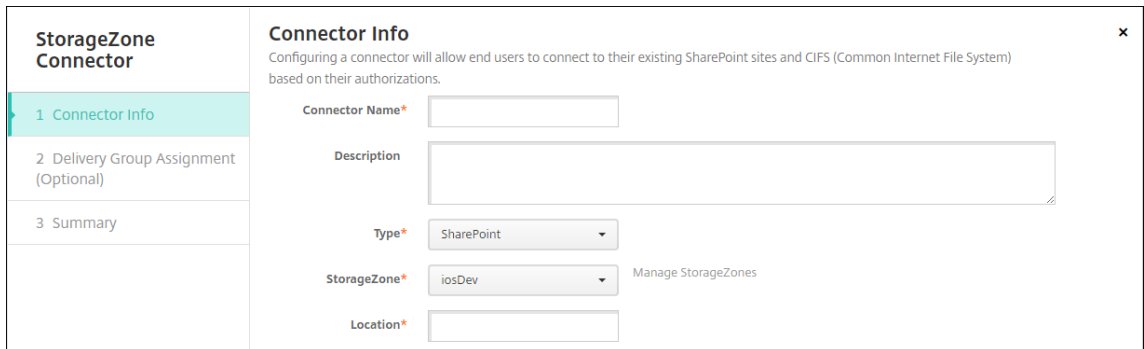 StorageZone
Connector
1 Connector Info
2 Delivery Group Assignment
(Optional)
3 Summary
Connector Info
×
Configuring a connector will allow end users to connect to their existing SharePoint sites and CIFS (Common Internet File System)
based on their authorizations.
Connector Name*
Description
Type*
SharePoint
StorageZone*
iosDev
Manage StorageZones
Location*